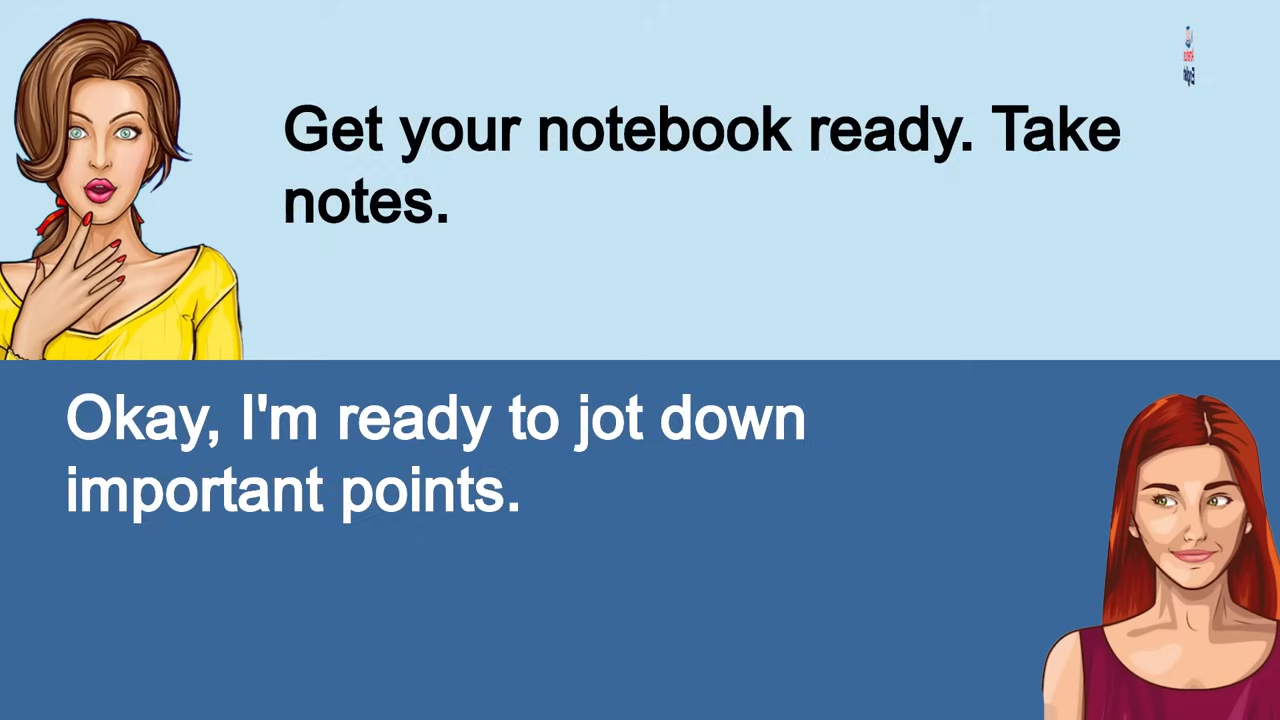 Get your notebook ready. Take
notes.
Okay, I'm ready to jot down
important points.